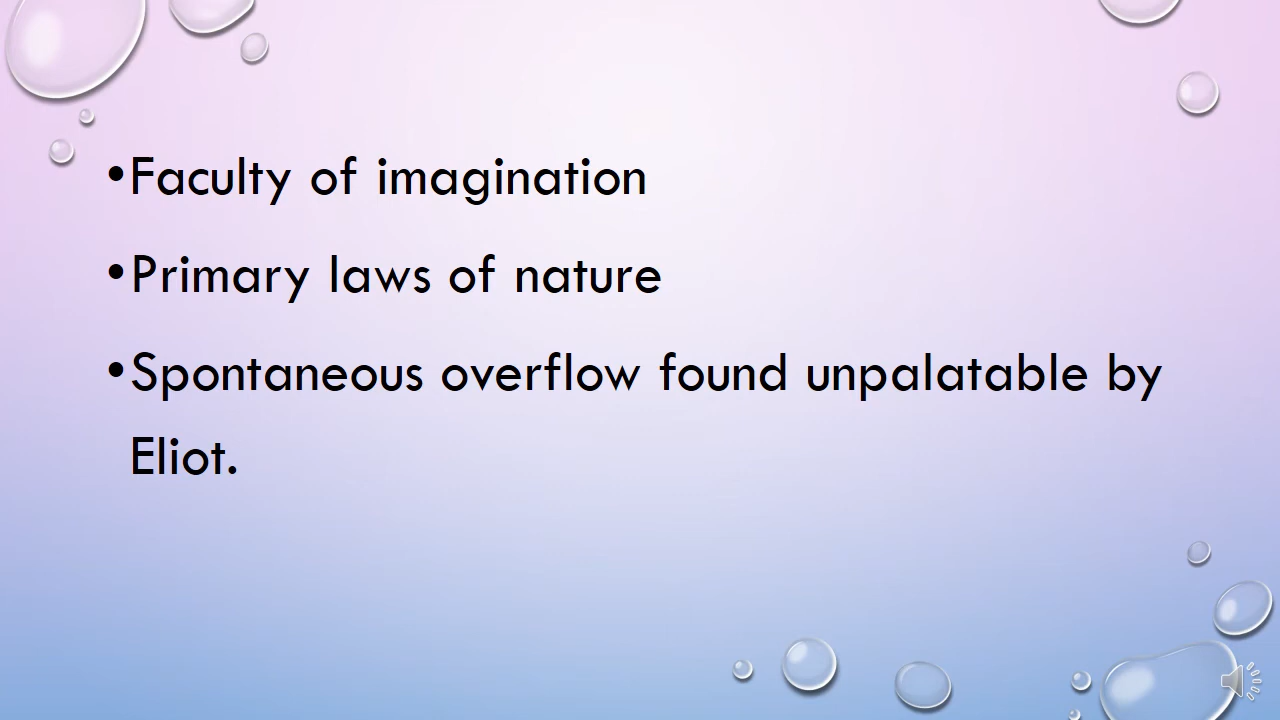 •Faculty of imagination
•Primary laws of nature
•Spontaneous overflow found unpalatable by
Eliot.